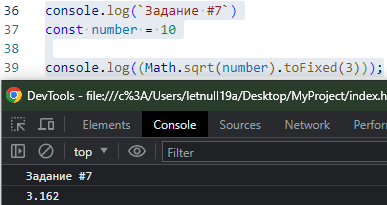 36 console.log(`Задание #7`)
37 const number = 10
38
39 console.log((Math.sqrt(number).toFixed(3)));
DevTools - file:///c%3A/Users/letnull19a/Desktop/MyProject/index.h
Elements Console Sources Network Perfor
top Filter
Задание #7
3.162